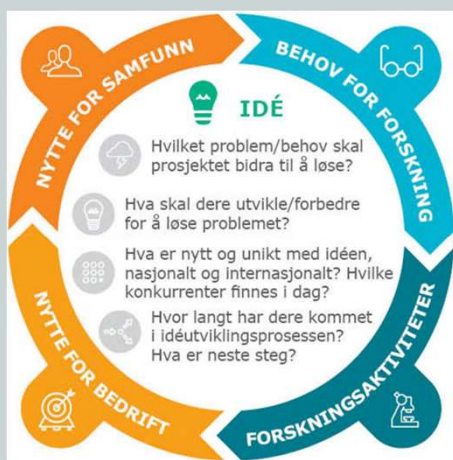 NYTTE FOR SAMFUNN
BEHOV FOR FORSKNING
IDÉ
Hvilket problem/behov skal
prosjektet bidra til å løse?
Hva skal dere utvikle/forbedre
for å løse problemet?
Hva er nytt og unikt med idéen,
nasjonalt og internasjonalt? Hvilke
konkurrenter finnes i dag?
Hvor langt har dere kommet
i idéutviklingsprosessen?
Hva er neste steg?
NYTTE FOR BEDRIFT
FORSKNINGSAKTIVITETER